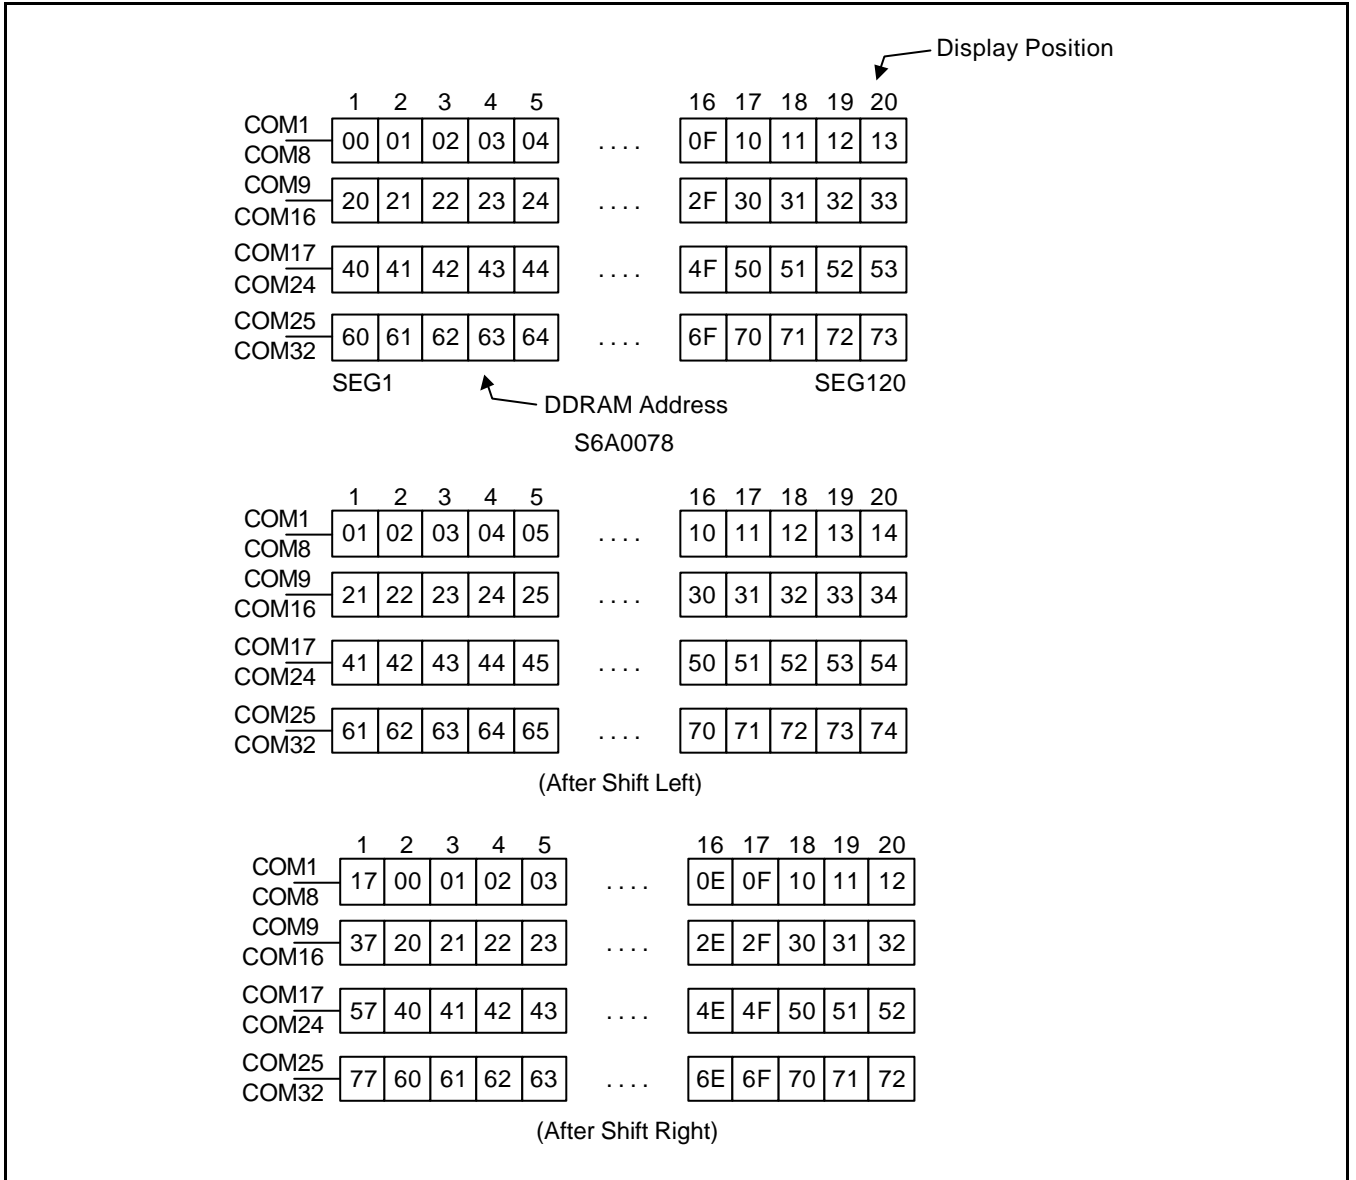 Display Position
1 2 3 4 5 16 17 18 19 20
COM1
00 01 02 03 04 . . . . 0F 10 11 12 13
COM8
COM9
20 21 22 23 24 . . . . 2F 30 31 32 33
COM16
COM17
40 41 42 43 44 . . . . 4F 50 51 52 53
COM24
COM25
60 61 62 63 64 . . . . 6F 70 71 72 73
COM32
SEG1 SEG120
DDRAM Address
S6A0078
1 2 3 4 5 16 17 18 19 20
COM1
01 02 03 04 05 . . . . 10 11 12 13 14
COM8
COM9
21 22 23 24 25 . . . . 30 31 32 33 34
COM16
COM17
41 42 43 44 45 . . . . 50 51 52 53 54
COM24
COM25
61 62 63 64 65 . . . . 70 71 72 73 74
COM32
(After Shift Left)
1 2 3 4 5 16 17 18 19 20
COM1
17 00 01 02 03 . . . . 0E 0F 10 11 12
COM8
COM9
37 20 21 22 23 . . . . 2E 2F 30 31 32
COM16
COM17
57 40 41 42 43 . . . . 4E 4F 50 51 52
COM24
COM25
77 60 61 62 63 . . . . 6E 6F 70 71 72
COM32
(After Shift Right)